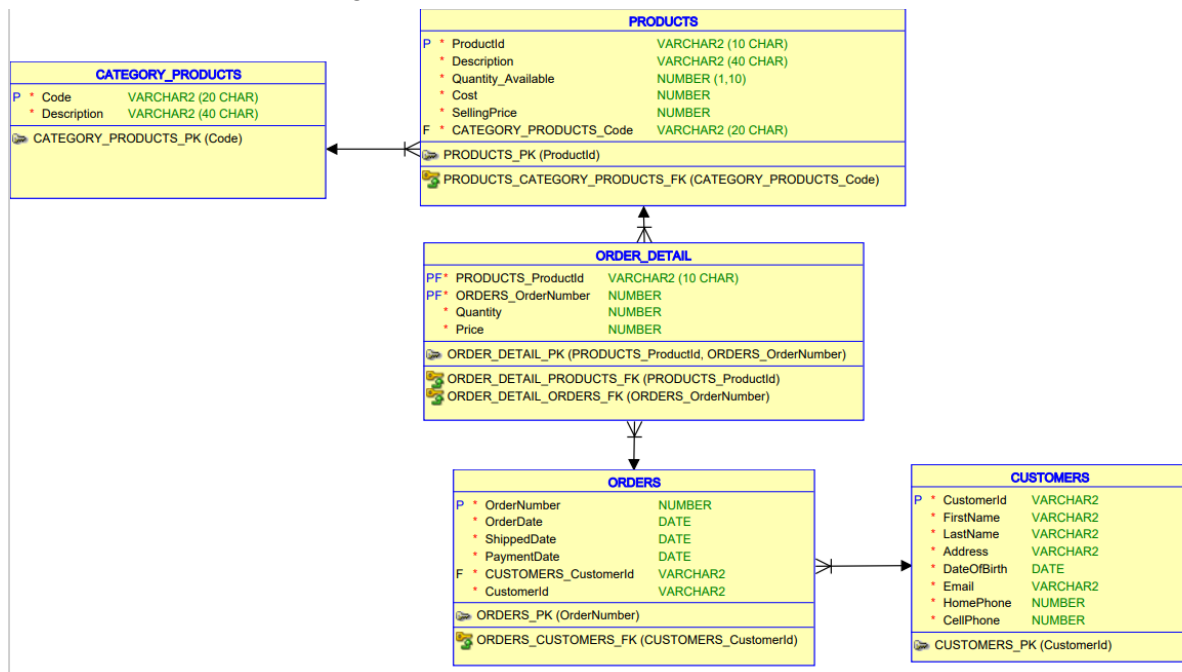 PRODUCTS
P * ProductId VARCHAR2 (10 CHAR)
* Description VARCHAR2 (40 CHAR)
* Quantity_Available NUMBER (1,10)
* Cost NUMBER
* SellingPrice NUMBER
F * CATEGORY_PRODUCTS_Code VARCHAR2 (20 CHAR)
PRODUCTS_PK (ProductId)
PRODUCTS_CATEGORY_PRODUCTS_FK (CATEGORY_PRODUCTS_Code)
CATEGORY_PRODUCTS
P * Code VARCHAR2 (20 CHAR)
* Description VARCHAR2 (40 CHAR)
CATEGORY_PRODUCTS_PK (Code)
ORDER_DETAIL
PF* PRODUCTS_ProductId VARCHAR2 (10 CHAR)
PF* ORDERS_OrderNumber NUMBER
* Quantity NUMBER
* Price NUMBER
ORDER_DETAIL_PK (PRODUCTS_ProductId, ORDERS_OrderNumber)
ORDER_DETAIL_PRODUCTS_FK (PRODUCTS_ProductId)
ORDER_DETAIL_ORDERS_FK (ORDERS_OrderNumber)
ORDERS
P * OrderNumber NUMBER
* OrderDate DATE
* ShippedDate DATE
* PaymentDate DATE
F * CUSTOMERS_CustomerId VARCHAR2
* CustomerId VARCHAR2
ORDERS_PK (OrderNumber)
ORDERS_CUSTOMERS_FK (CUSTOMERS_CustomerId)
CUSTOMERS
P * CustomerId VARCHAR2
* FirstName VARCHAR2
* LastName VARCHAR2
* Address VARCHAR2
* DateOfBirth DATE
* Email VARCHAR2
* HomePhone NUMBER
* CellPhone NUMBER
CUSTOMERS_PK (CustomerId)